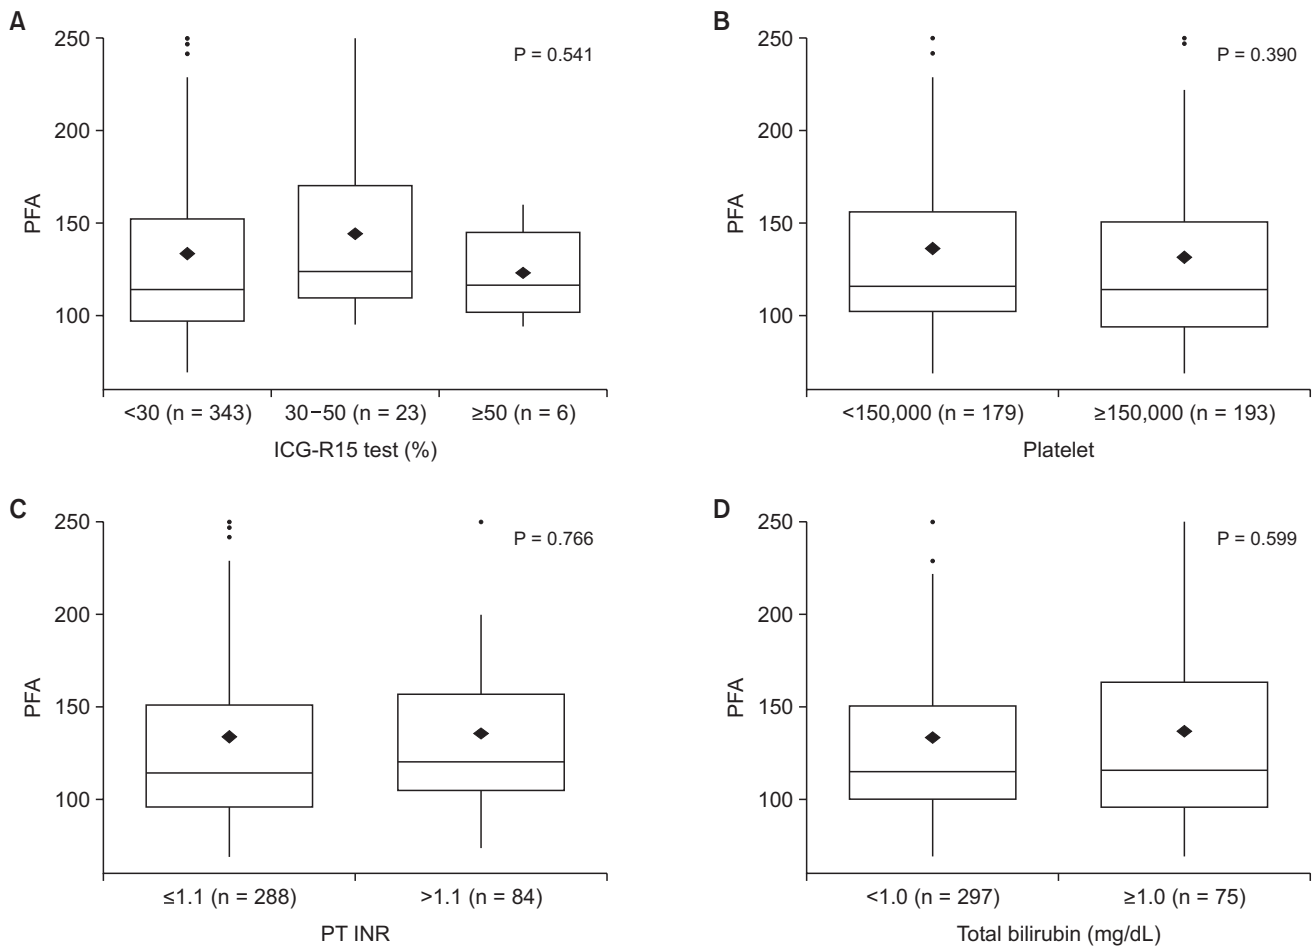 A
250
200
150
100
PFA
P = 0.541
<30 (n = 343)
30–50 (n = 23)
≥50 (n = 6)
ICG-R15 test (%)
B
250
200
150
100
PFA
P = 0.390
<150,000 (n = 179)
≥150,000 (n = 193)
Platelet
C
250
200
150
100
PFA
P = 0.766
≤1.1 (n = 288)
>1.1 (n = 84)
PT INR
D
250
200
150
100
PFA
P = 0.599
<1.0 (n = 297)
≥1.0 (n = 75)
Total bilirubin (mg/dL)